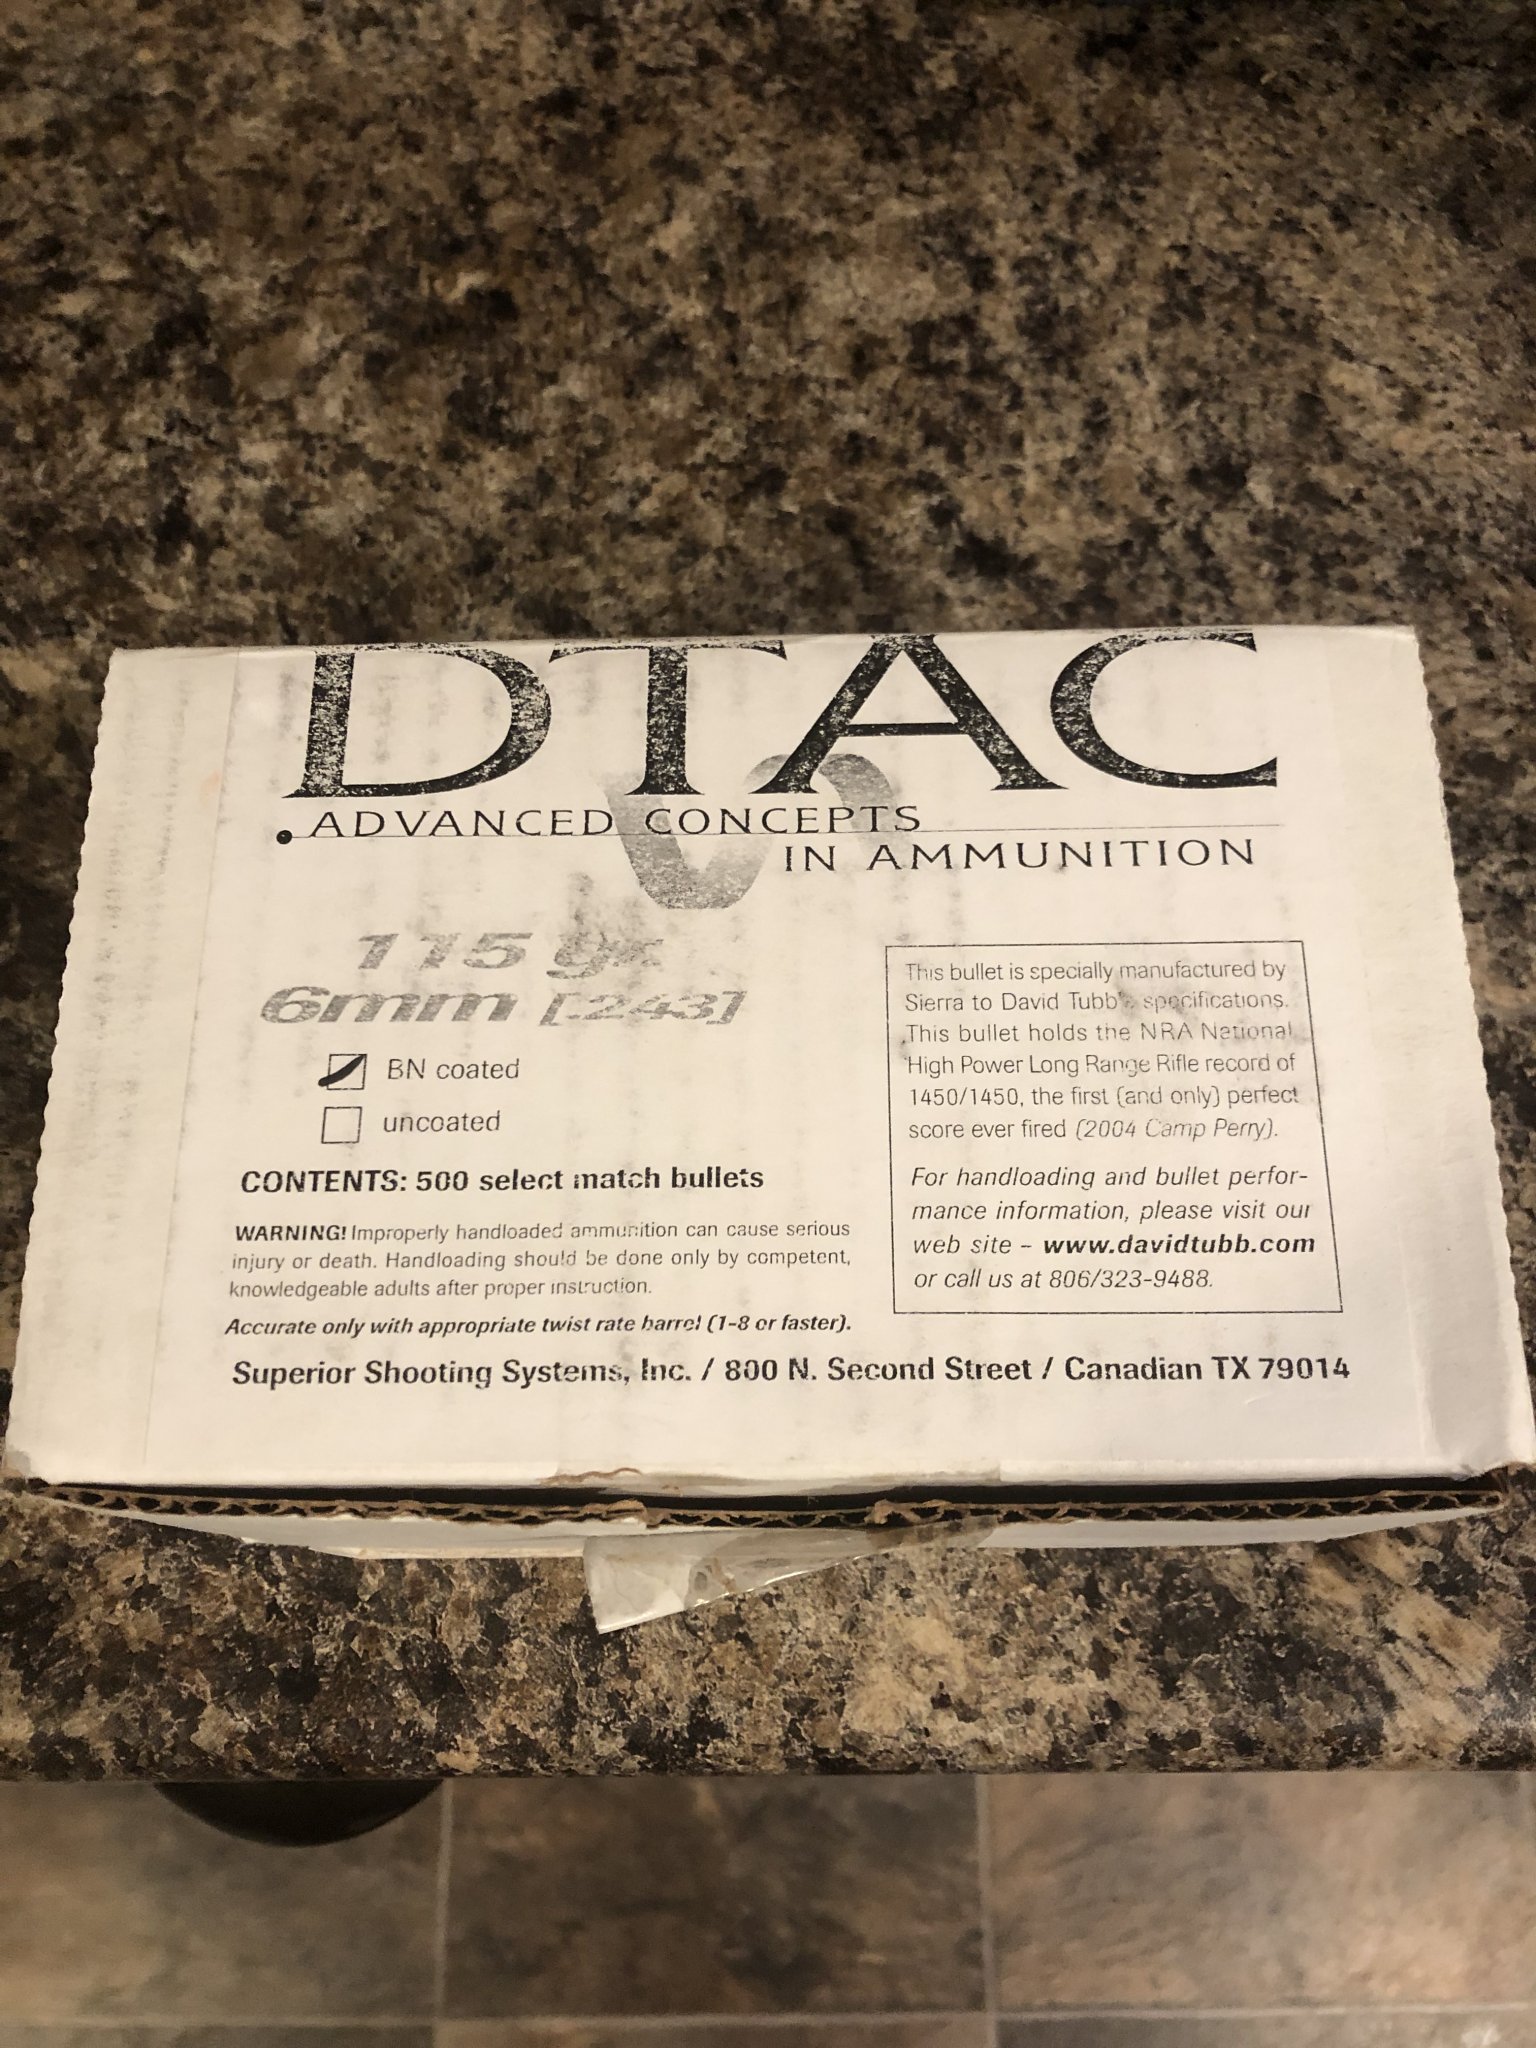 DTAC
ADVANCED CONCEPTS
IN AMMUNITION
115 gr.
6mm [.243]
BN coated
uncoated
CONTENTS: 500 select match bullets
WARNING! Improperly handloaded ammunition can cause serious
injury or death. Handloading should be done only by competent,
knowledgeable adults after proper instruction.
Accurate only with appropriate twist rate barrel (1-8 or faster).
This bullet is specially manufactured by
Sierra to David Tubb's specifications.
This bullet holds the NRA National
High Power Long Range Rifle record of
1450/1450, the first (and only) perfect
score ever fired (2004 Camp Perry).
For handloading and bullet perfor-
mance information, please visit our
web site - www.davidtubb.com
or call us at 806/323-9488.
Superior Shooting Systems, Inc. / 800 N. Second Street / Canadian TX 79014